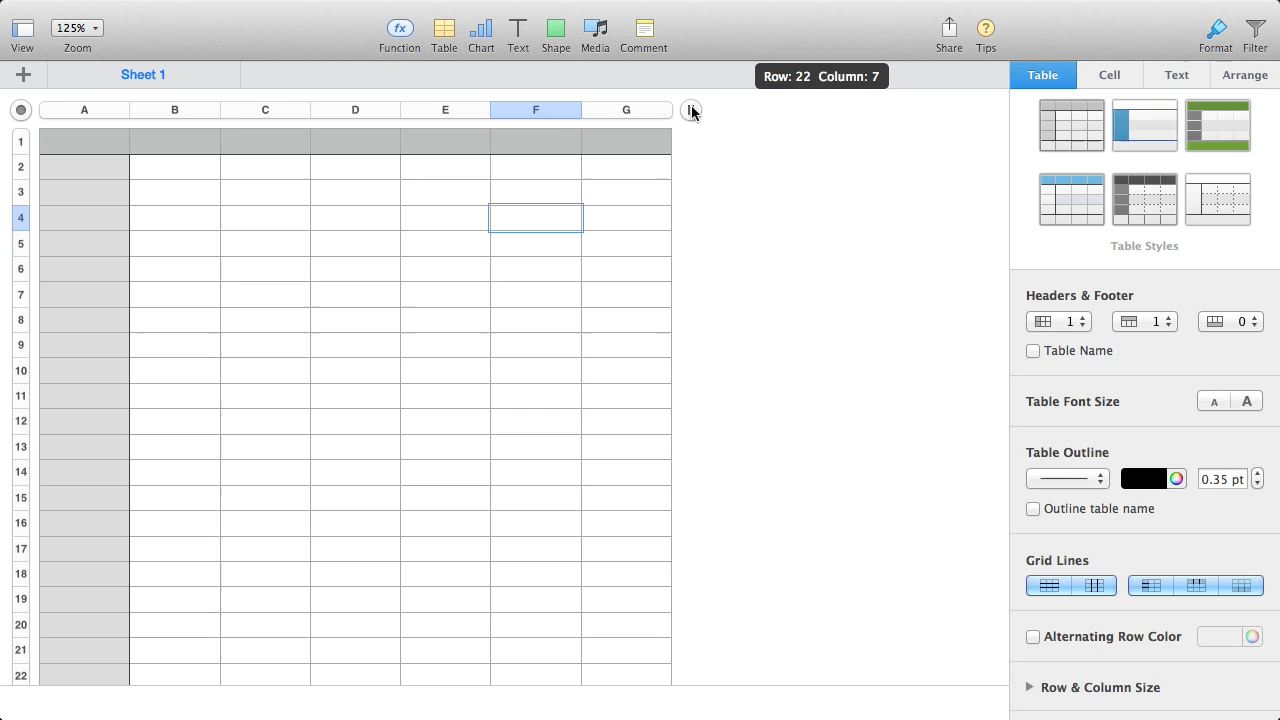 125%
View
Zoom
fx
Function
Table
Chart
Text
Shape
Media
Comment
Share
?
Tips
Format
Filter
+
Sheet 1
Row: 22 Column: 7
Table
Cell
Text
Arrange
A B C D E F G
1
2
3
4
5
6
7
8
9
10
11
12
13
14
15
16
17
18
19
20
21
22
Table Styles
Headers & Footer
1
1
0
Table Name
Table Font Size
A A
Table Outline
0.35 pt
Outline table name
Grid Lines
Alternating Row Color
Row & Column Size